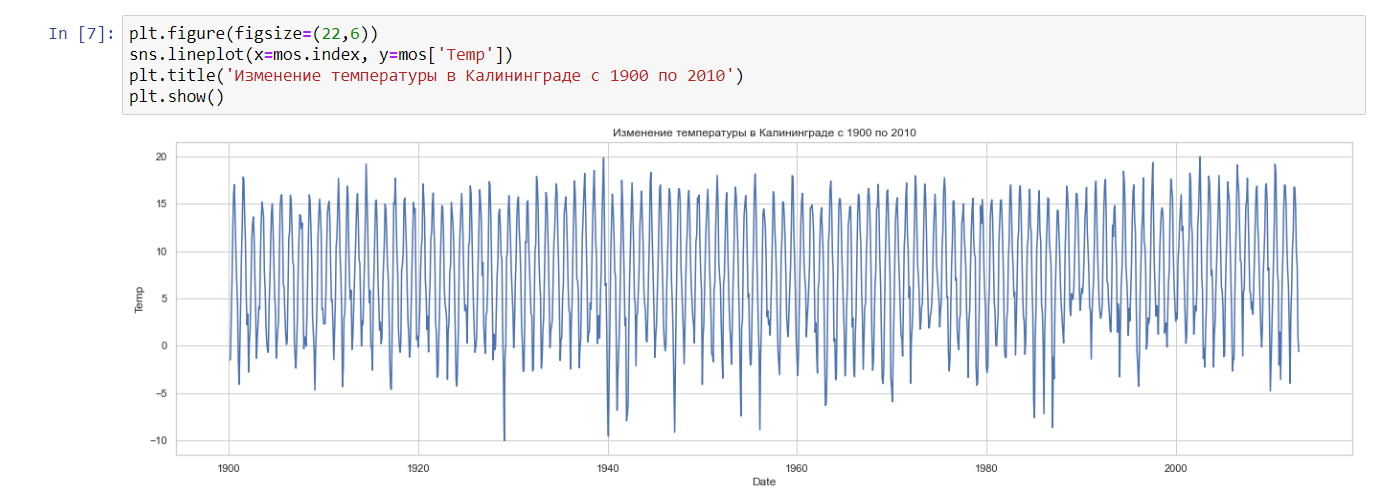 In [7]: plt.figure(figsize=(22,6))
sns.lineplot(x=mos.index, y=mos['Temp'])
plt.title('Изменение температуры в Калининграде с 1900 по 2010')
plt.show()
Изменение температуры в Калининграде с 1900 по 2010
20
15
10
5
0
−5
−10
Temp
1900 1920 1940 1960 1980 2000
Date